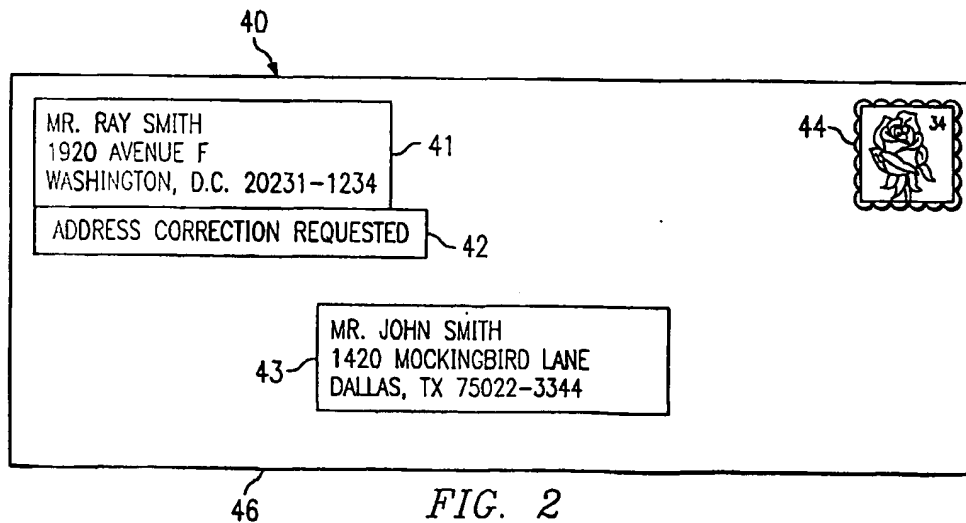 40
MR. RAY SMITH
1920 AVENUE F
WASHINGTON, D.C. 20231-1234
41
ADDRESS CORRECTION REQUESTED
42
44
34
MR. JOHN SMITH
1420 MOCKINGBIRD LANE
DALLAS, TX 75022-3344
43
46
FIG. 2